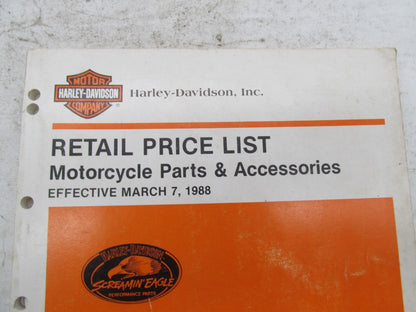 MOTOR
HARLEY-DAVIDSON
COMPANY
Harley-Davidson, Inc.
RETAIL PRICE LIST
Motorcycle Parts & Accessories
EFFECTIVE MARCH 7, 1988
HARLEY-DAVIDSON
SCREAMIN' EAGLE
PERFORMANCE PARTS